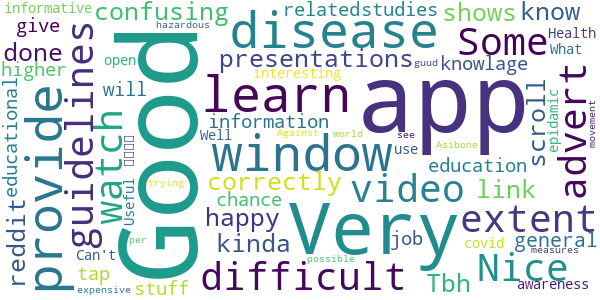 informative
confusing
relatedstudies
hazardous
disease
shows
know
give
Good
Some
Health
done
guidelines
presentations
What
higher
open
guud
knowlage
learn
app
interesting
educational
provide
watch
will
information
Well
Against
world
see
use
epidamic
scroll
advert
movement
window
Asibone
education
Useful
correctly
trying
video
link
reddit
chance
Very
extent
happy
kinda
job
covid
general
Can't
tap
difficult
possible
Tbh
Nice
measures
stuff
per
expensive
awareness